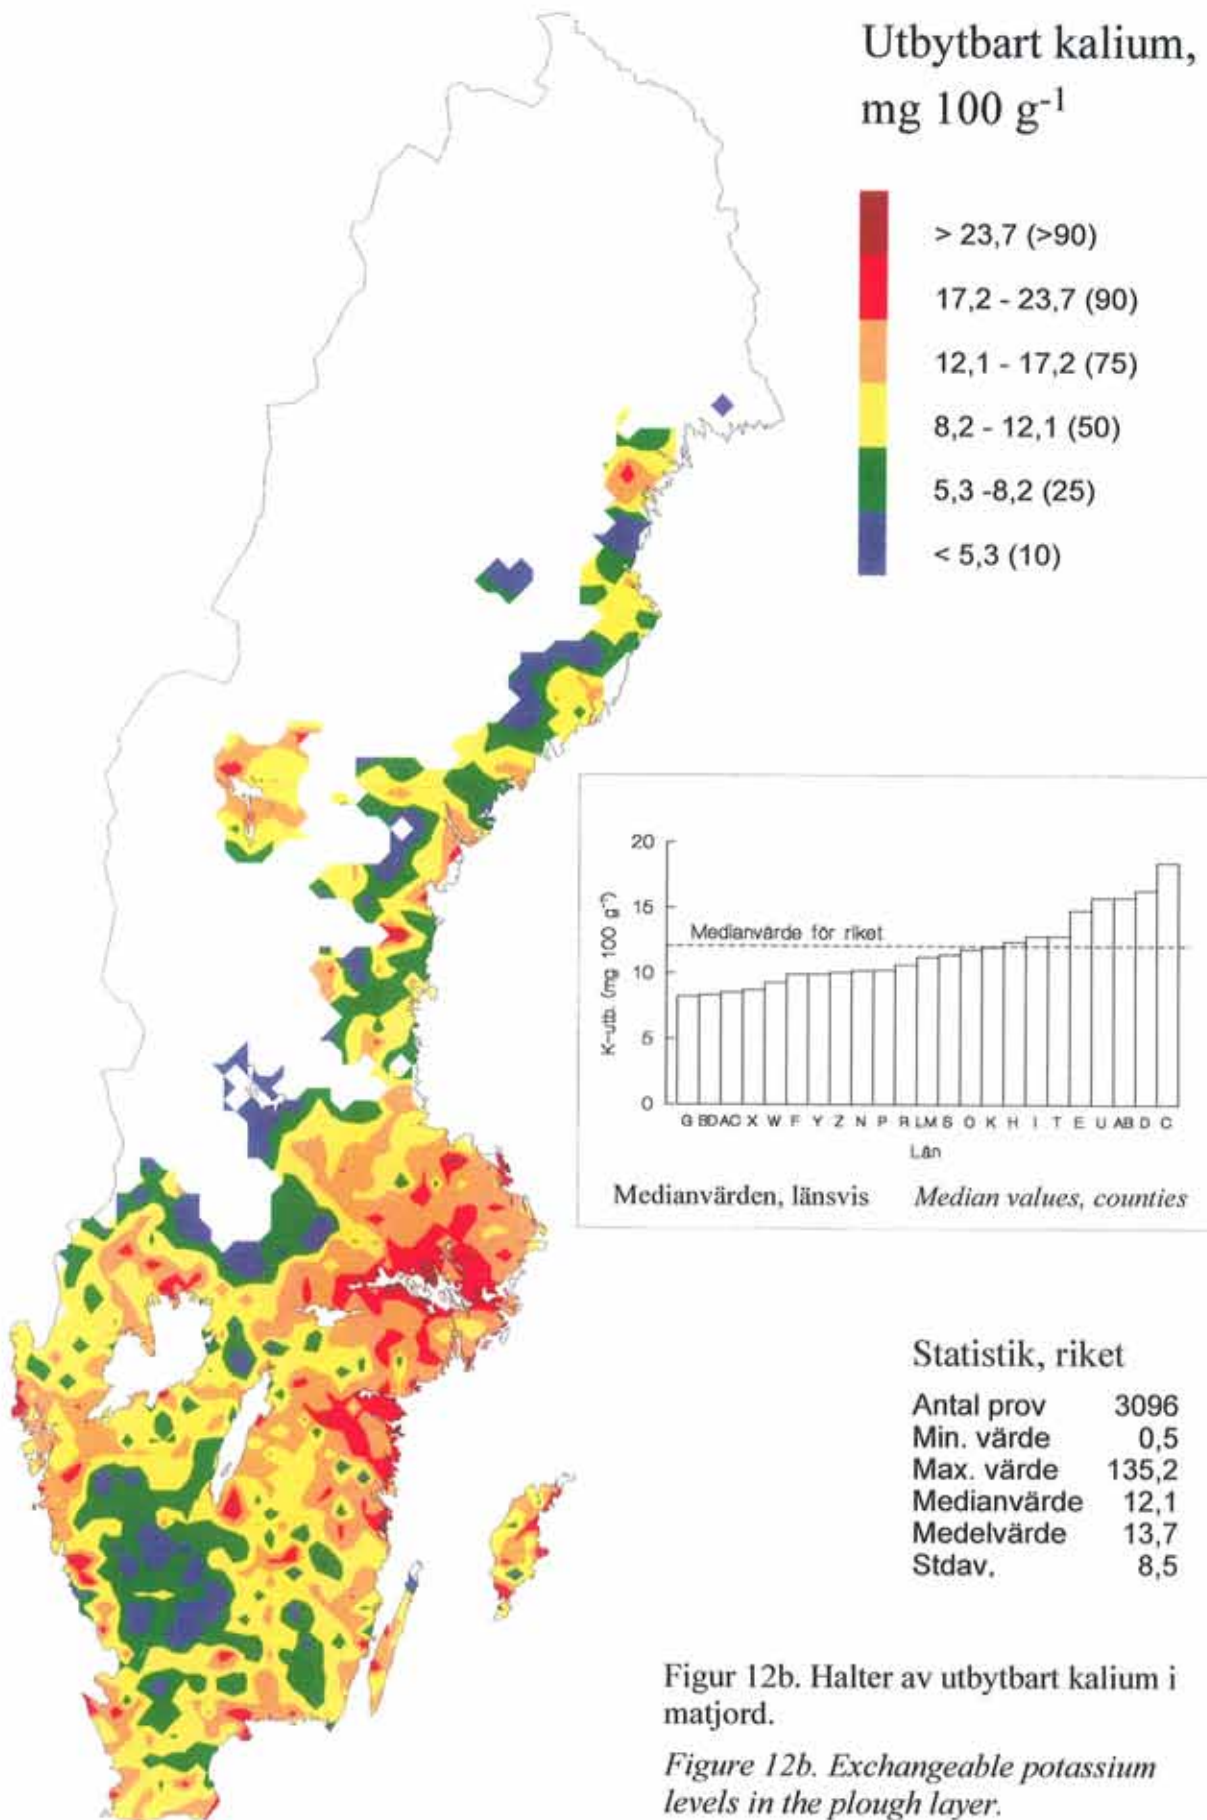 Utbytbart kalium,
mg 100 g⁻¹
> 23,7 (>90)
17,2 - 23,7 (90)
12,1 - 17,2 (75)
8,2 - 12,1 (50)
5,3 -8,2 (25)
< 5,3 (10)
K-utb. (mg 100 g⁻¹)
20
15
10
5
0
Medianvärde för riket
G BD AC X W F Y Z N P R LM S O K H I T E U AB D C
Län
Medianvärden, länsvis Median values, counties
Statistik, riket
Antal prov 3096
Min. värde 0,5
Max. värde 135,2
Medianvärde 12,1
Medelvärde 13,7
Stdav. 8,5
Figur 12b. Halter av utbytbart kalium i
matjord.
Figure 12b. Exchangeable potassium
levels in the plough layer.